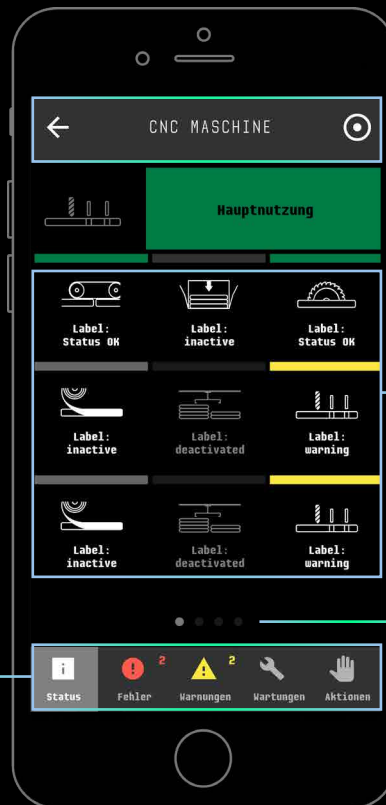 CNC MASCHINE
Hauptnutzung
Label:
Status OK
Label:
inactive
Label:
Status OK
Label:
inactive
Label:
deactivated
Label:
warning
Label:
inactive
Label:
deactivated
Label:
warning
i
Status
!
2
Fehler
!
2
Warnungen
Wartungen
Aktionen